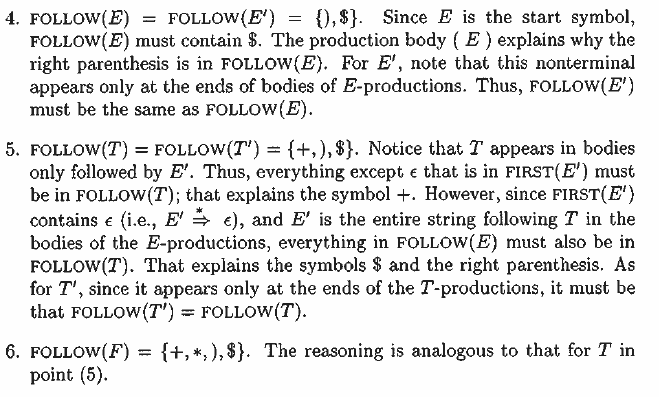 4. FOLLOW(E) = FOLLOW(E′) = {),$}. Since E is the start symbol,
FOLLOW(E) must contain $. The production body ( E ) explains why the
right parenthesis is in FOLLOW(E). For E′, note that this nonterminal
appears only at the ends of bodies of E-productions. Thus, FOLLOW(E′)
must be the same as FOLLOW(E).
5. FOLLOW(T) = FOLLOW(T′) = {+,),$}. Notice that T appears in bodies
only followed by E′. Thus, everything except ϵ that is in FIRST(E′) must
be in FOLLOW(T); that explains the symbol +. However, since FIRST(E′)
contains ϵ (i.e., E′ ⇒* ϵ), and E′ is the entire string following T in the
bodies of the E-productions, everything in FOLLOW(E) must also be in
FOLLOW(T). That explains the symbols $ and the right parenthesis. As
for T′, since it appears only at the ends of the T-productions, it must be
that FOLLOW(T′) = FOLLOW(T).
6. FOLLOW(F) = {+,*,),$}. The reasoning is analogous to that for T in
point (5).